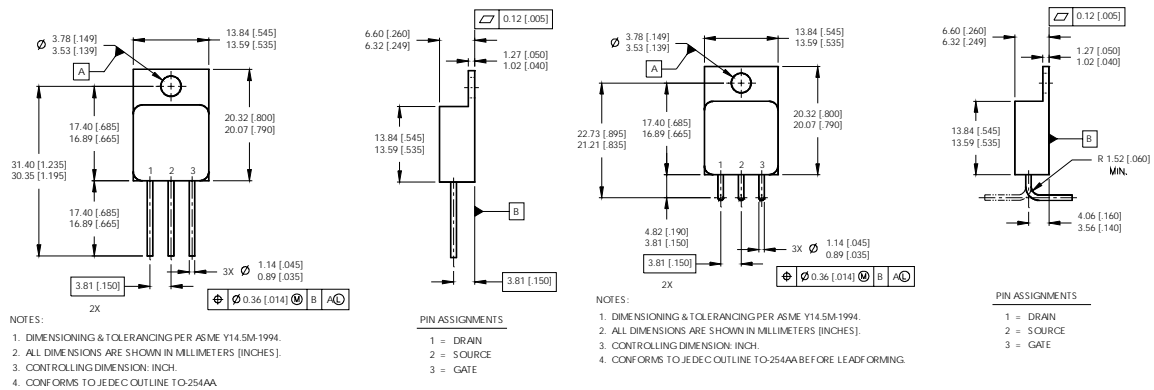 0.12 [.005]
3.78 [.149]
3.53 [.139]
13.84 [.545]
13.59 [.535]
6.60 [.260]
6.32 [.249]
A
1.27 [.050]
1.02 [.040]
17.40 [.685]
16.89 [.665]
20.32 [.800]
20.07 [.790]
31.40 [1.235]
30.35 [1.195]
13.84 [.545]
13.59 [.535]
1 2 3
17.40 [.685]
16.89 [.665]
B
3X Ø 1.14 [.045]
0.89 [.035]
3.81 [.150]
2X
3.81 [.150]
Ø 0.36 [.014] Ⓜ B A Ⓛ
NOTES:
1. DIMENSIONING & TOLERANCING PER ASME Y14.5M-1994.
2. ALL DIMENSIONS ARE SHOWN IN MILLIMETERS [INCHES].
3. CONTROLLING DIMENSION: INCH.
4. CONFORMS TO JEDEC OUTLINE TO-254AA.
PIN ASSIGNMENTS
1 = DRAIN
2 = SOURCE
3 = GATE
0.12 [.005]
Ø 3.78 [.149]
3.53 [.139]
13.84 [.545]
13.59 [.535]
6.60 [.260]
6.32 [.249]
A
1.27 [.050]
1.02 [.040]
17.40 [.685]
16.89 [.665]
20.32 [.800]
20.07 [.790]
22.73 [.895]
21.21 [.835]
13.84 [.545]
13.59 [.535]
B
1 2 3
R 1.52 [.060]
MIN.
4.82 [.190]
3.81 [.150]
4.06 [.160]
3.56 [.140]
3X Ø 1.14 [.045]
0.89 [.035]
3.81 [.150]
2X
Ø 0.36 [.014] Ⓜ B A Ⓛ
NOTES:
1. DIMENSIONING & TOLERANCING PER ASME Y14.5M-1994.
2. ALL DIMENSIONS ARE SHOWN IN MILLIMETERS [INCHES].
3. CONTROLLING DIMENSION: INCH.
4. CONFORMS TO JEDEC OUTLINE TO-254AA BEFORE LEADFORMING.
PIN ASSIGNMENTS
1 = DRAIN
2 = SOURCE
3 = GATE